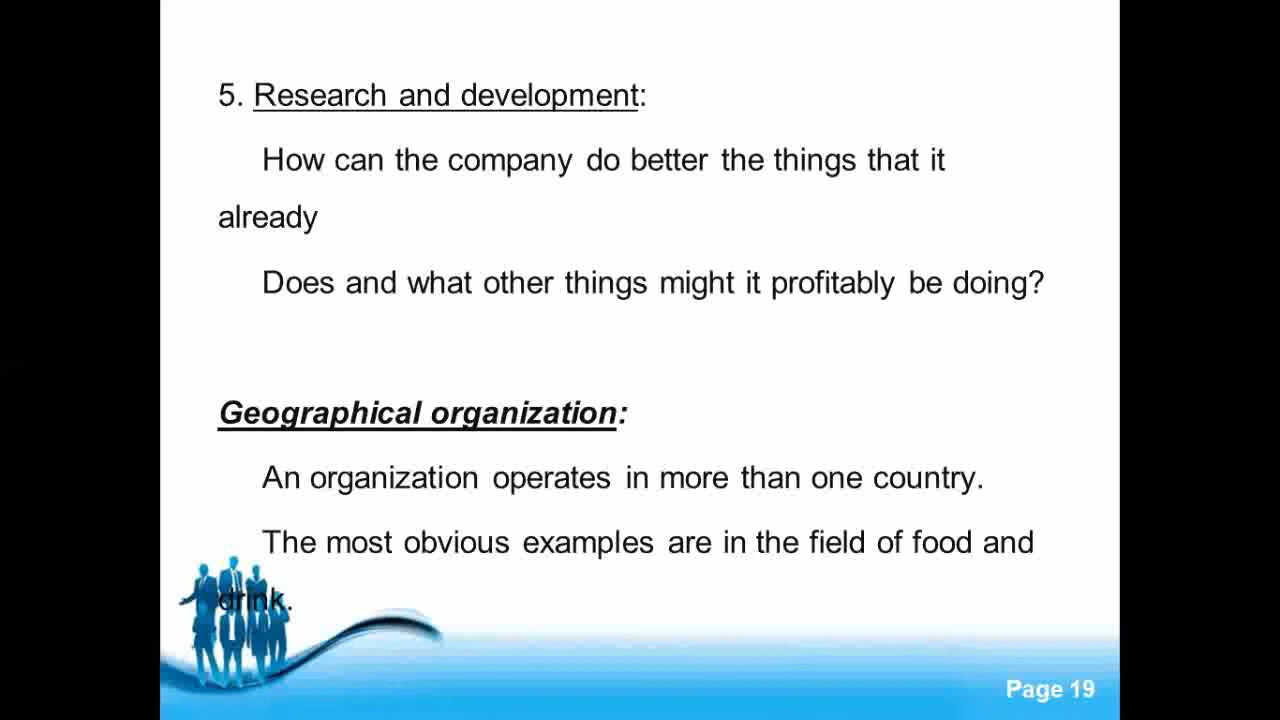 5. Research and development:
How can the company do better the things that it
already
Does and what other things might it profitably be doing?
Geographical organization:
An organization operates in more than one country.
The most obvious examples are in the field of food and
drink.
Page 19